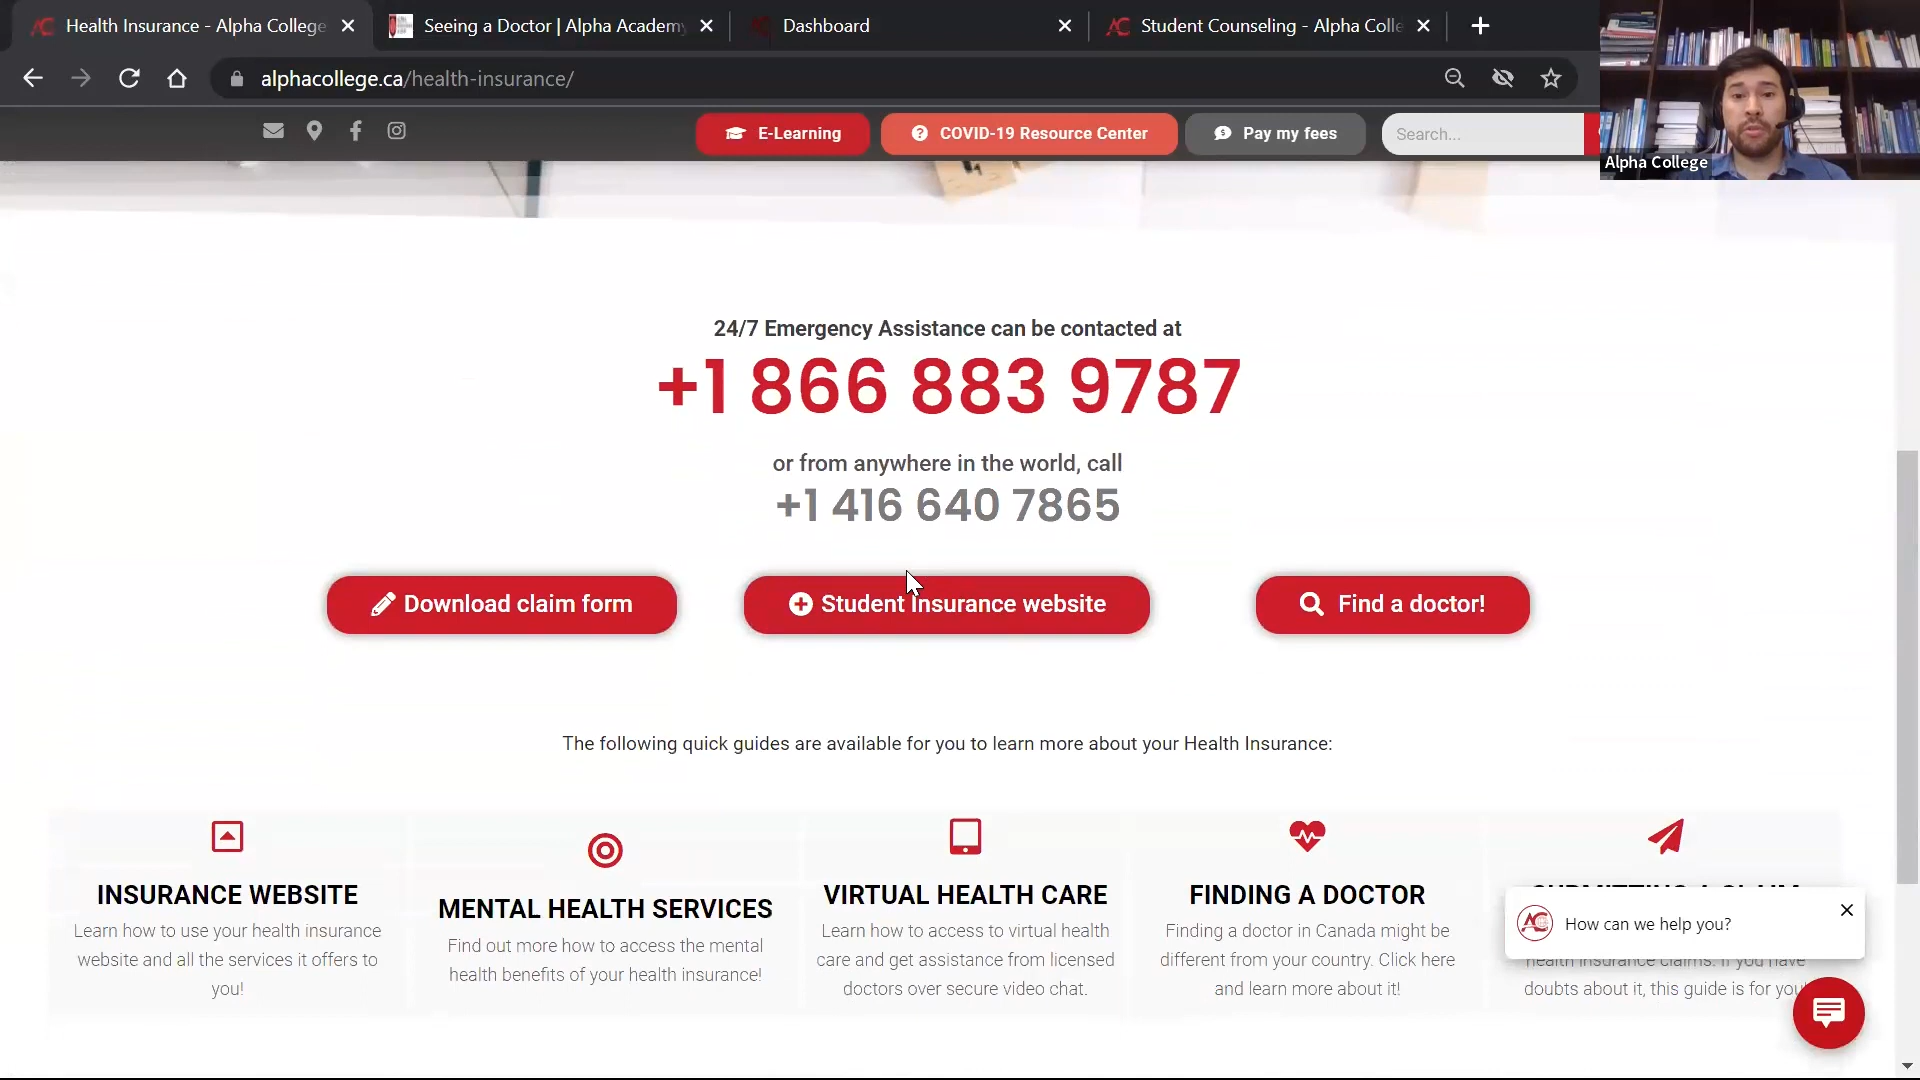 Health Insurance - Alpha College
Seeing a Doctor | Alpha Academy
Dashboard
Student Counseling - Alpha Colle
alphacollege.ca/health-insurance/
E-Learning
COVID-19 Resource Center
Pay my fees
Search...
Alpha College
24/7 Emergency Assistance can be contacted at
+1 866 883 9787
or from anywhere in the world, call
+1 416 640 7865
Download claim form
Student Insurance website
Find a doctor!
The following quick guides are available for you to learn more about your Health Insurance:
INSURANCE WEBSITE
Learn how to use your health insurance
website and all the services it offers to
you!
MENTAL HEALTH SERVICES
Find out more how to access the mental
health benefits of your health insurance!
VIRTUAL HEALTH CARE
Learn how to access to virtual health
care and get assistance from licensed
doctors over secure video chat.
FINDING A DOCTOR
Finding a doctor in Canada might be
different from your country. Click here
and learn more about it!
How can we help you?
health insurance claims. If you have
doubts about it, this guide is for you!